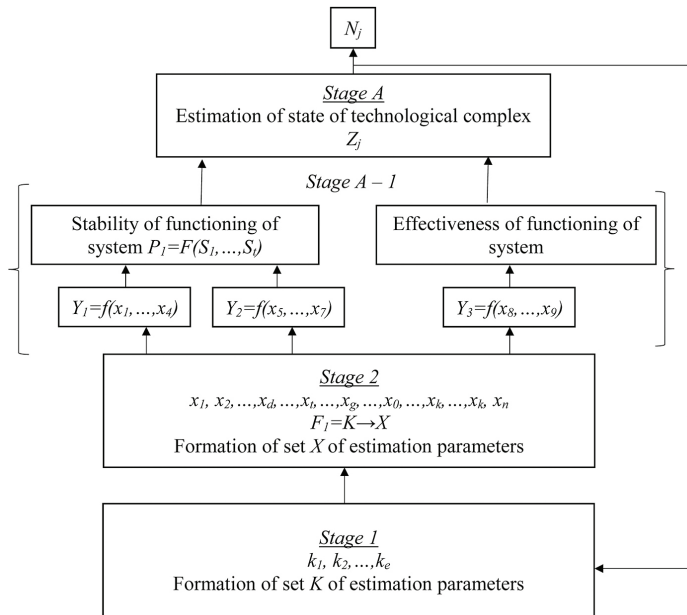 N_j
Stage A
Estimation of state of technological complex
Z_j
Stage A – 1
Stability of functioning of
system P_1=F(S_1,...,S_t)
Effectiveness of functioning of
system
Y_1=f(x_1,...,x_4)
Y_2=f(x_5,...,x_7)
Y_3=f(x_8,...,x_9)
Stage 2
x_1, x_2,...,x_d,...,x_t,...,x_g,...,x_0,...,x_k,...,x_k, x_n
F_1=K→X
Formation of set X of estimation parameters
Stage 1
k_1, k_2,...,k_e
Formation of set K of estimation parameters